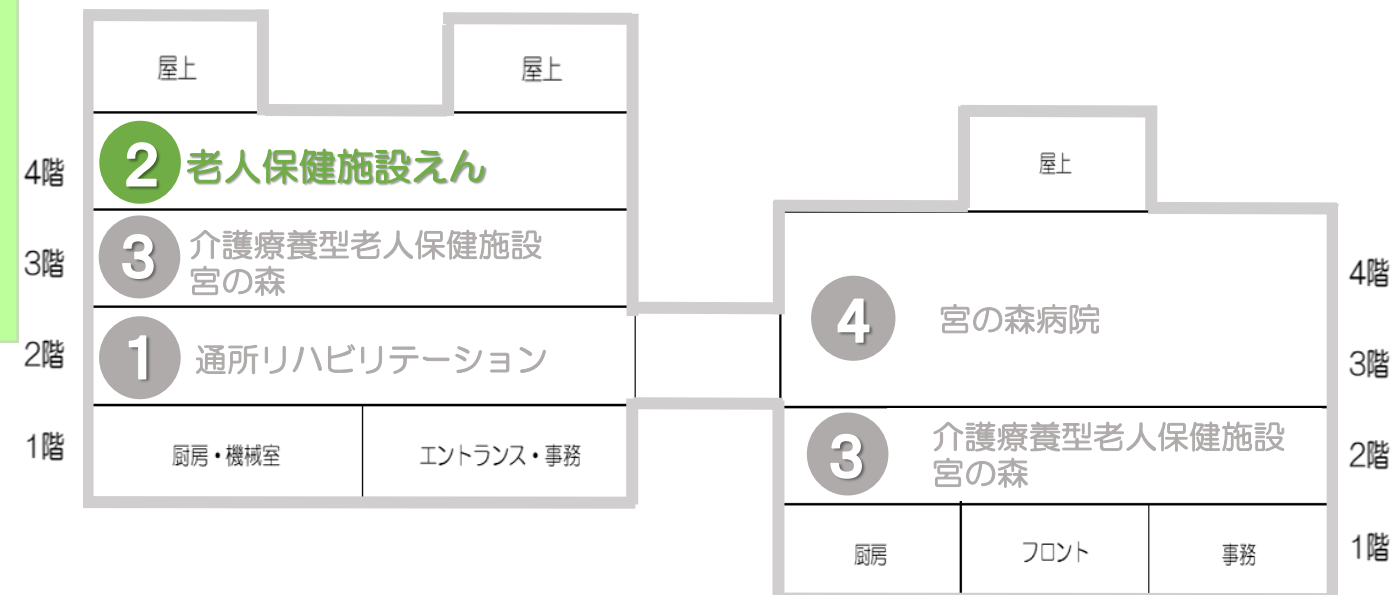 屋上
屋上
4階
2 老人保健施設えん
3階
3 介護療養型老人保健施設
宮の森
2階
1 通所リハビリテーション
1階
厨房・機械室
エントランス・事務
屋上
4 宮の森病院
4階
3階
3 介護療養型老人保健施設
宮の森
2階
厨房
フロント
事務
1階